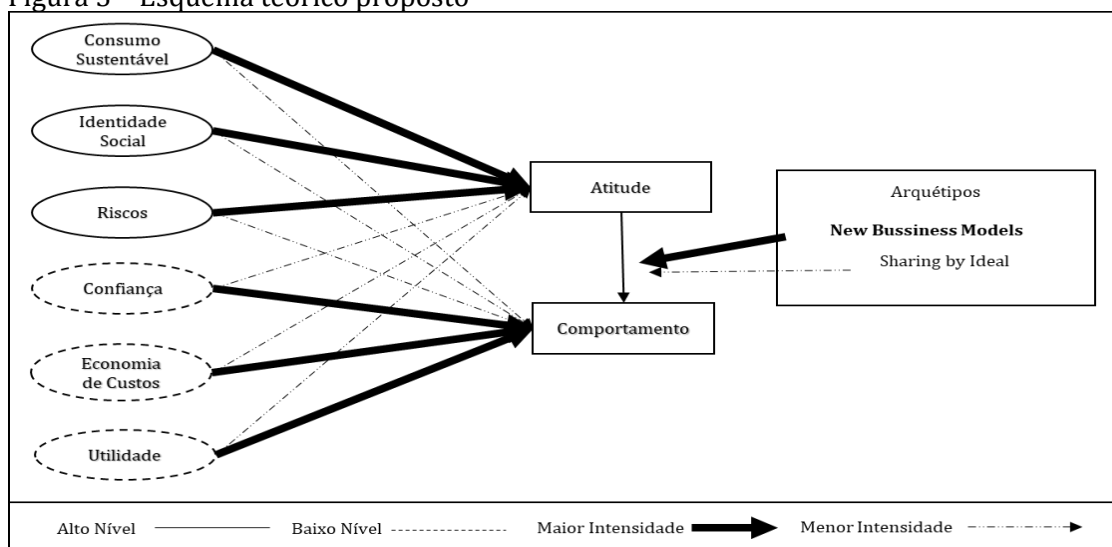 Figura 3 – Esquema teórico proposto
Consumo
Sustentável
Identidade
Social
Riscos
Confiança
Economia
de Custos
Utilidade
Atitude
Comportamento
Arquétipos
New Bussiness Models
Sharing by Ideal
Alto Nível
Baixo Nível
Maior Intensidade
Menor Intensidade